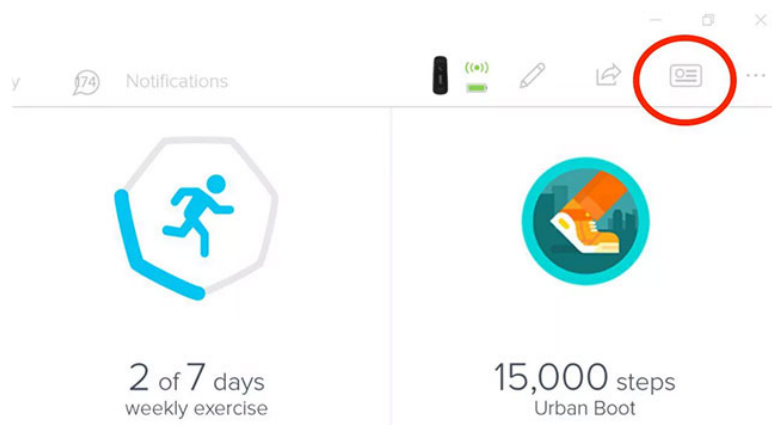 y
174
Notifications
2 of 7 days
weekly exercise
15,000 steps
Urban Boot